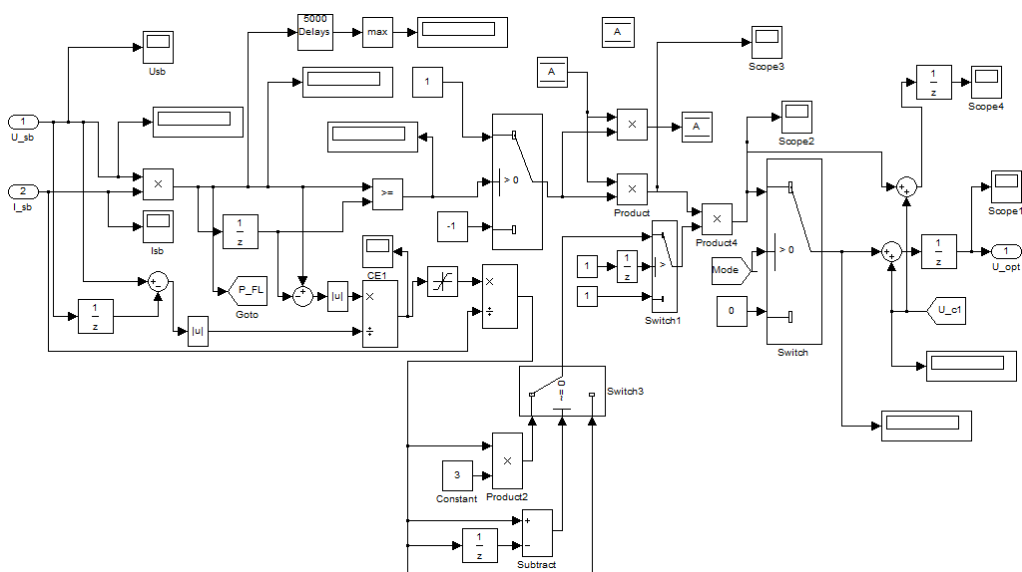 5000
Delays
max
A
A
A
Usb
1
U_sb
2
I_sb
×
Isb
1
z
>=
1
> 0
-1
×
×
Product
Scope3
Scope2
×
Product4
> 0
Switch
Mode
0
1
1
z
1
>
Switch1
1
z
Scope4
Scope1
1
z
1
U_opt
U_c1
P_FL
Goto
CE1
1
z
|u|
|u|
×
÷
×
÷
~= 0
Switch3
×
Product2
3
Constant
+
−
Subtract
1
z